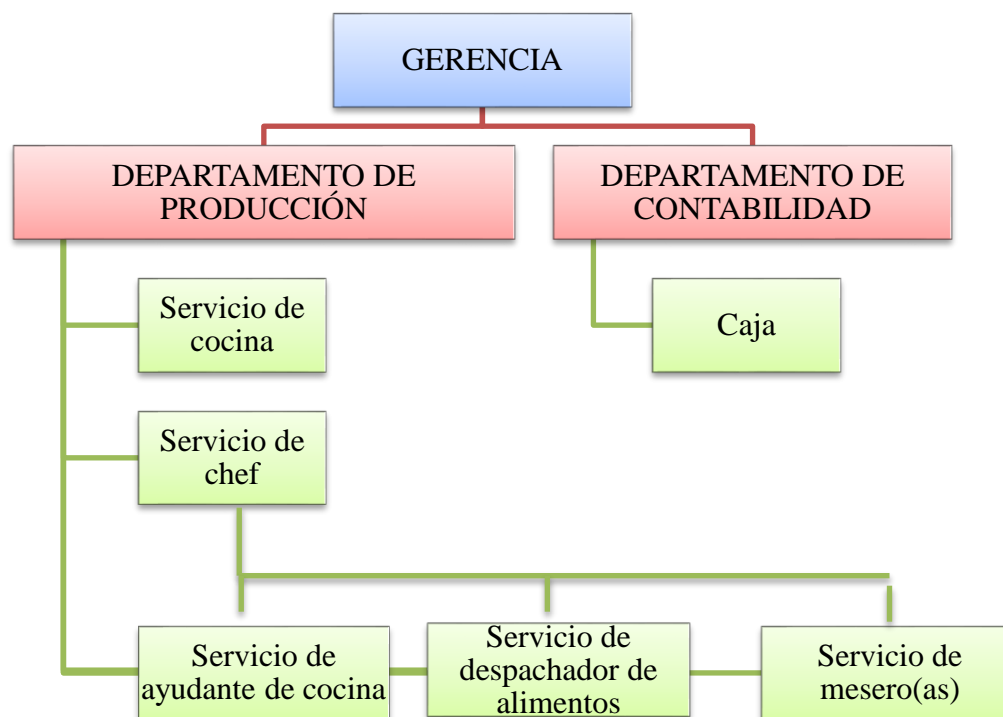 GERENCIA
DEPARTAMENTO DE
PRODUCCIÓN
DEPARTAMENTO DE
CONTABILIDAD
Servicio de
cocina
Caja
Servicio de
chef
Servicio de
ayudante de cocina
Servicio de
despachador de
alimentos
Servicio de
mesero(as)